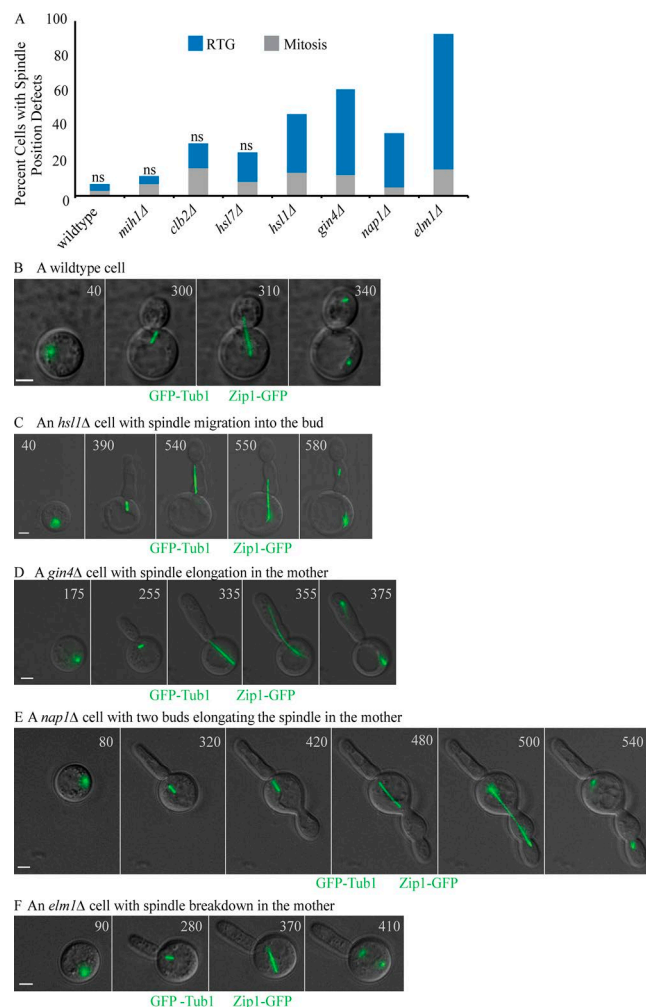 A
100
80
60
40
20
0
Percent Cells with Spindle
Position Defects
RTG Mitosis
ns ns ns ns
wildtype mih1Δ clb2Δ hsl7Δ hsl1Δ gin4Δ nap1Δ elm1Δ
B A wildtype cell
40 300 310 340
GFP-Tub1 Zip1-GFP
C An hsl1Δ cell with spindle migration into the bud
40 390 540 550 580
GFP-Tub1 Zip1-GFP
D A gin4Δ cell with spindle elongation in the mother
175 255 335 355 375
GFP-Tub1 Zip1-GFP
E A nap1Δ cell with two buds elongating the spindle in the mother
80 320 420 480 500 540
GFP-Tub1 Zip1-GFP
F An elm1Δ cell with spindle breakdown in the mother
90 280 370 410
GFP -Tub1 Zip1-GFP